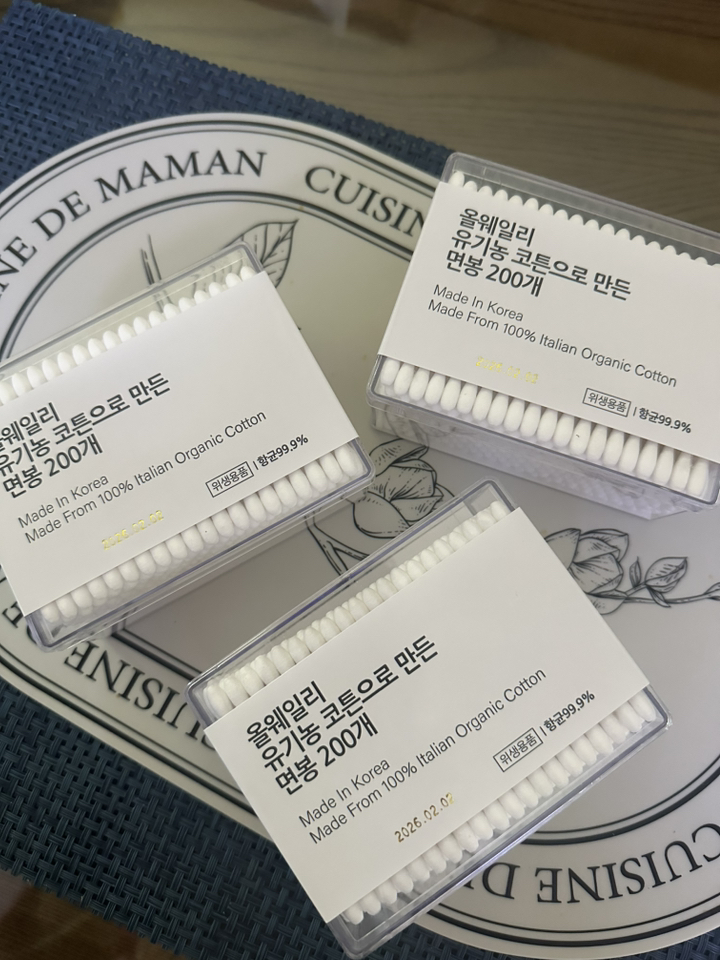 NE DE MAMAN
CUISIN
올웨일리
유기농 코튼으로 만든
면봉 200개
Made In Korea
Made From 100% Italian Organic Cotton
위생용품 | 항균99.9%
웨일리
유기농 코튼으로 만든
면봉 200개
Made In Korea
Made From 100% Italian Organic Cotton
2026.02.02
위생용품 | 항균99.9%
올웨일리
유기농 코튼으로 만든
면봉 200개
Made In Korea
Made From 100% Italian Organic Cotton
2026.02.02
위생용품 | 항균99.9%
CUISINE
CUISINE D